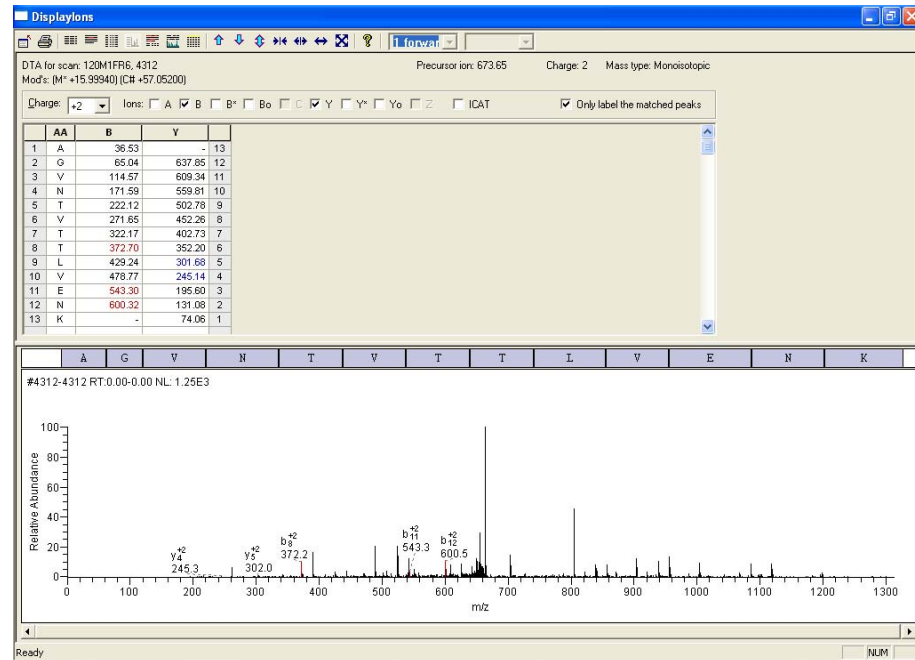 DisplayIons
1 forwar
DTA for scan: 120M1FR6, 4312 Precursor ion: 673.65 Charge: 2 Mass type: Monoisotopic
Mod's: (M* +15.99940) (C# +57.05200)
Charge: +2 Ions: A B B* Bo C Y Y* Yo Z ICAT Only label the matched peaks
AA B Y
1 A 36.53 - 13
2 G 65.04 637.85 12
3 V 114.57 609.34 11
4 N 171.59 559.81 10
5 T 222.12 502.78 9
6 V 271.65 452.26 8
7 T 322.17 402.73 7
8 T 372.70 352.20 6
9 L 429.24 301.68 5
10 V 478.77 245.14 4
11 E 543.30 195.60 3
12 N 600.32 131.08 2
13 K - 74.06 1
A G V N T V T T L V E N K
#4312-4312 RT:0.00-0.00 NL: 1.25E3
100
80
60
40
20
0
Relative Abundance
y4+2
245.3
y5+2
302.0
b8+2
372.2
b11+2
543.3
b12+2
600.5
0 100 200 300 400 500 600 700 800 900 1000 1100 1200 1300
m/z
Ready NUM